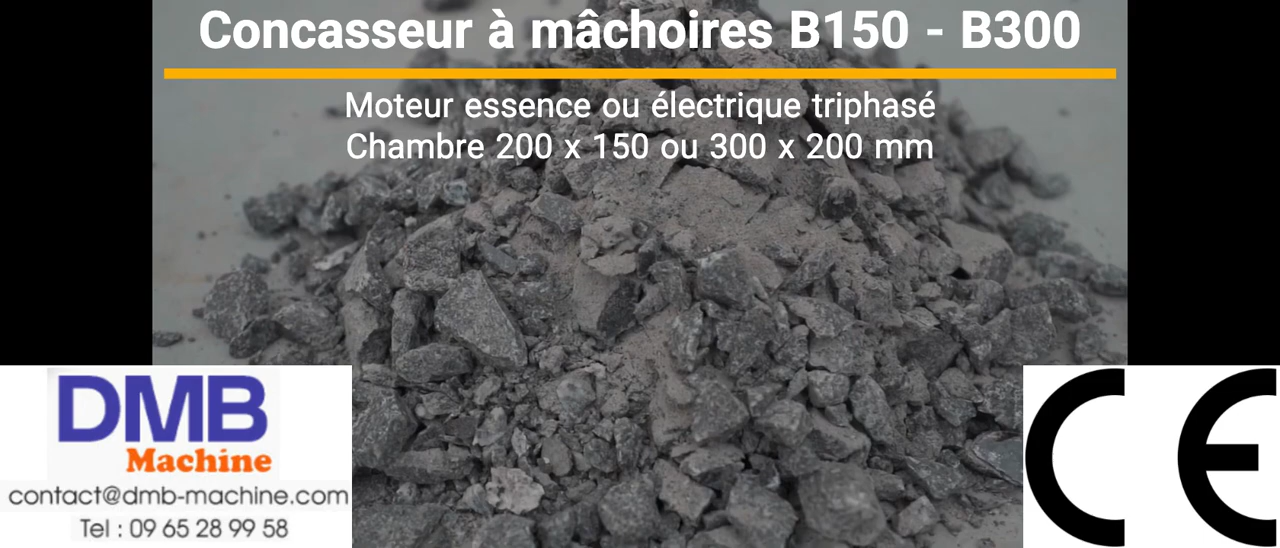 Concasseur à mâchoires B150 - B300
Moteur essence ou électrique triphasé
Chambre 200 x 150 ou 300 x 200 mm
DMB
Machine
contact@dmb-machine.com
Tel : 09 65 28 99 58
CE